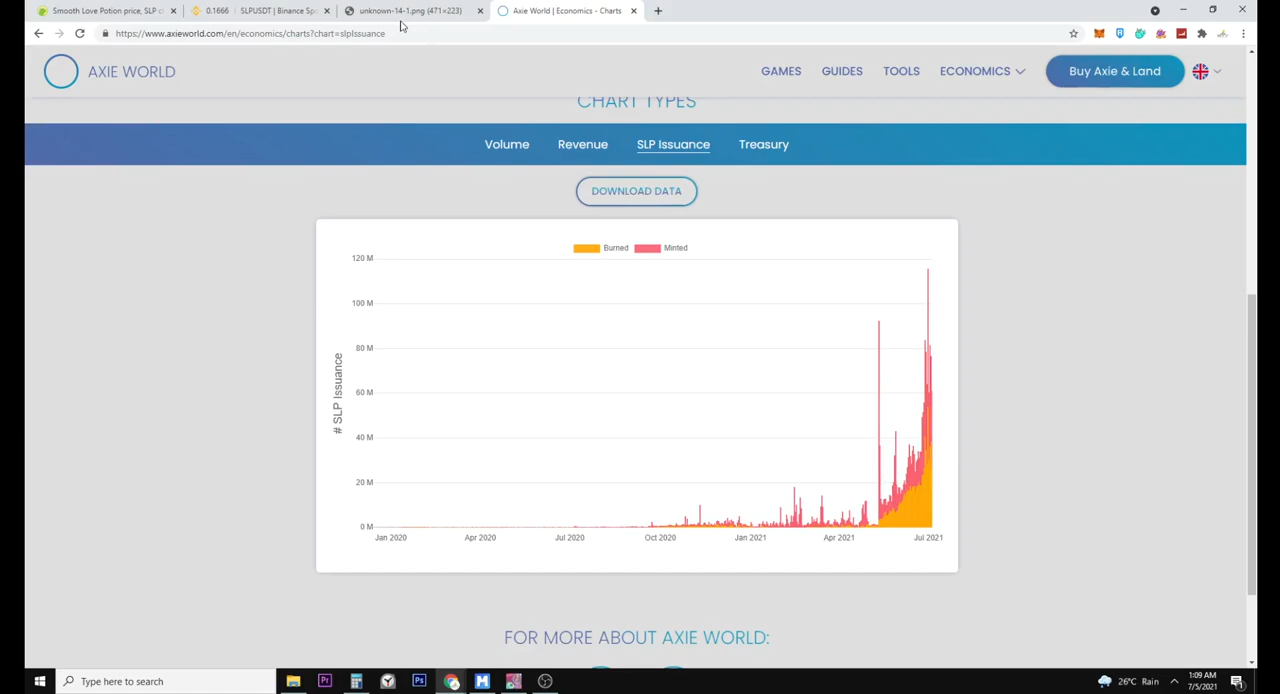 Smooth Love Potion price, SLP c
0.1666 | SLPUSDT | Binance Sp
unknown-14-1.png (471×223)
Axie World | Economics - Charts
https://www.axieworld.com/en/economics/charts?chart=slpIssuance
AXIE WORLD
GAMES
GUIDES
TOOLS
ECONOMICS
Buy Axie & Land
CHART TYPES
Volume
Revenue
SLP Issuance
Treasury
DOWNLOAD DATA
Burned
Minted
120 M
100 M
80 M
60 M
40 M
20 M
0 M
# SLP Issuance
Jan 2020
Apr 2020
Jul 2020
Oct 2020
Jan 2021
Apr 2021
Jul 2021
FOR MORE ABOUT AXIE WORLD:
Type here to search
Pr
Ps
26°C Rain
1:09 AM
7/5/2021